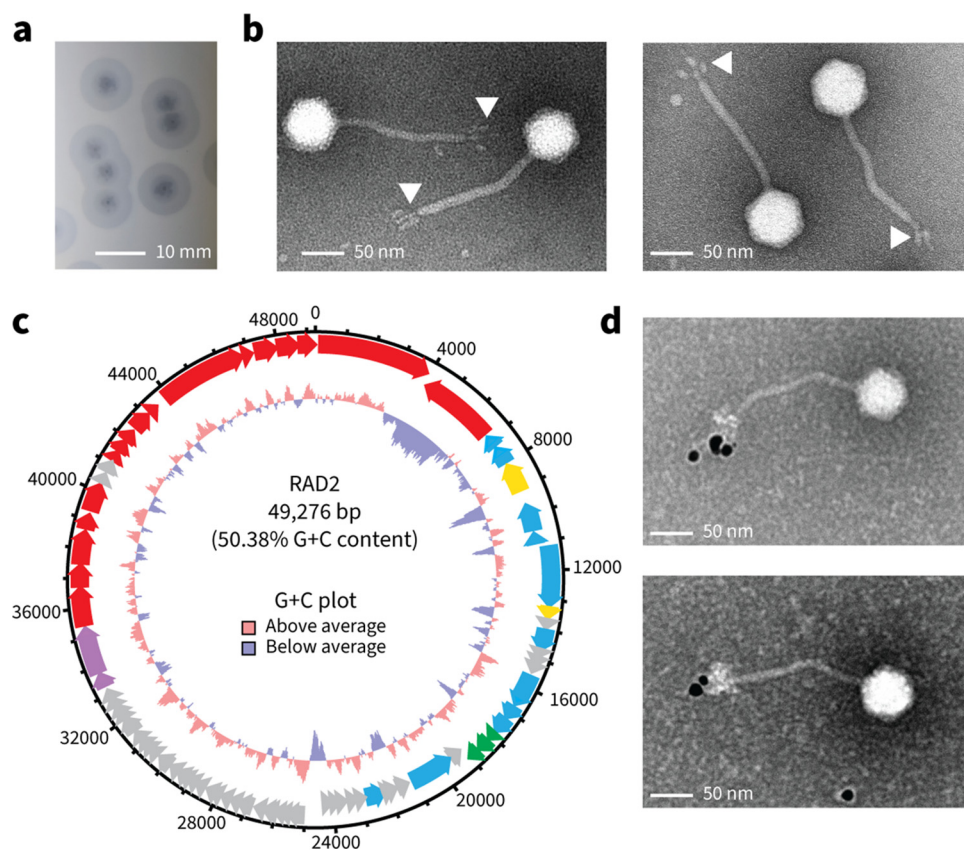 a
10 mm
b
50 nm
50 nm
c
0
4000
8000
12000
16000
20000
24000
28000
32000
36000
40000
44000
48000
RAD2
49,276 bp
(50.38% G+C content)
G+C plot
Above average
Below average
d
50 nm
50 nm